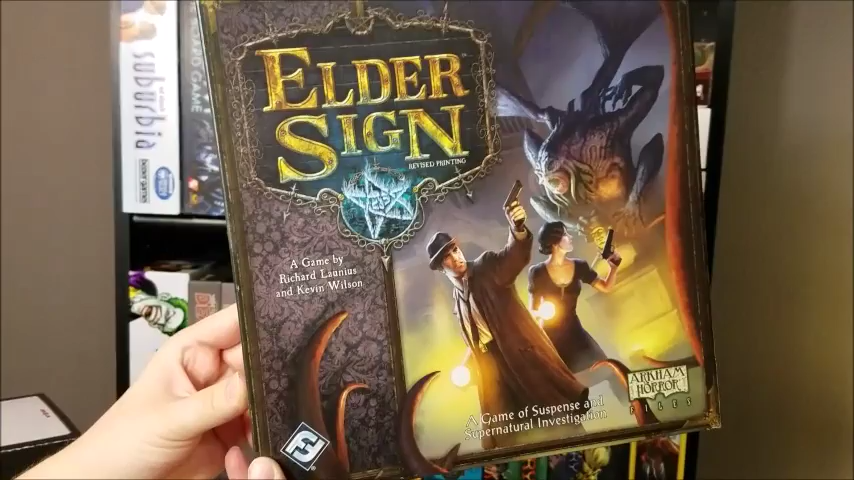 ELDER
SIGN
REVISED PRINTING
A Game by
Richard Launius
and Kevin Wilson
A Game of Suspense and
Supernatural Investigation
ARKHAM
HORROR
FILES
FF
suburbia
BOARD GAME